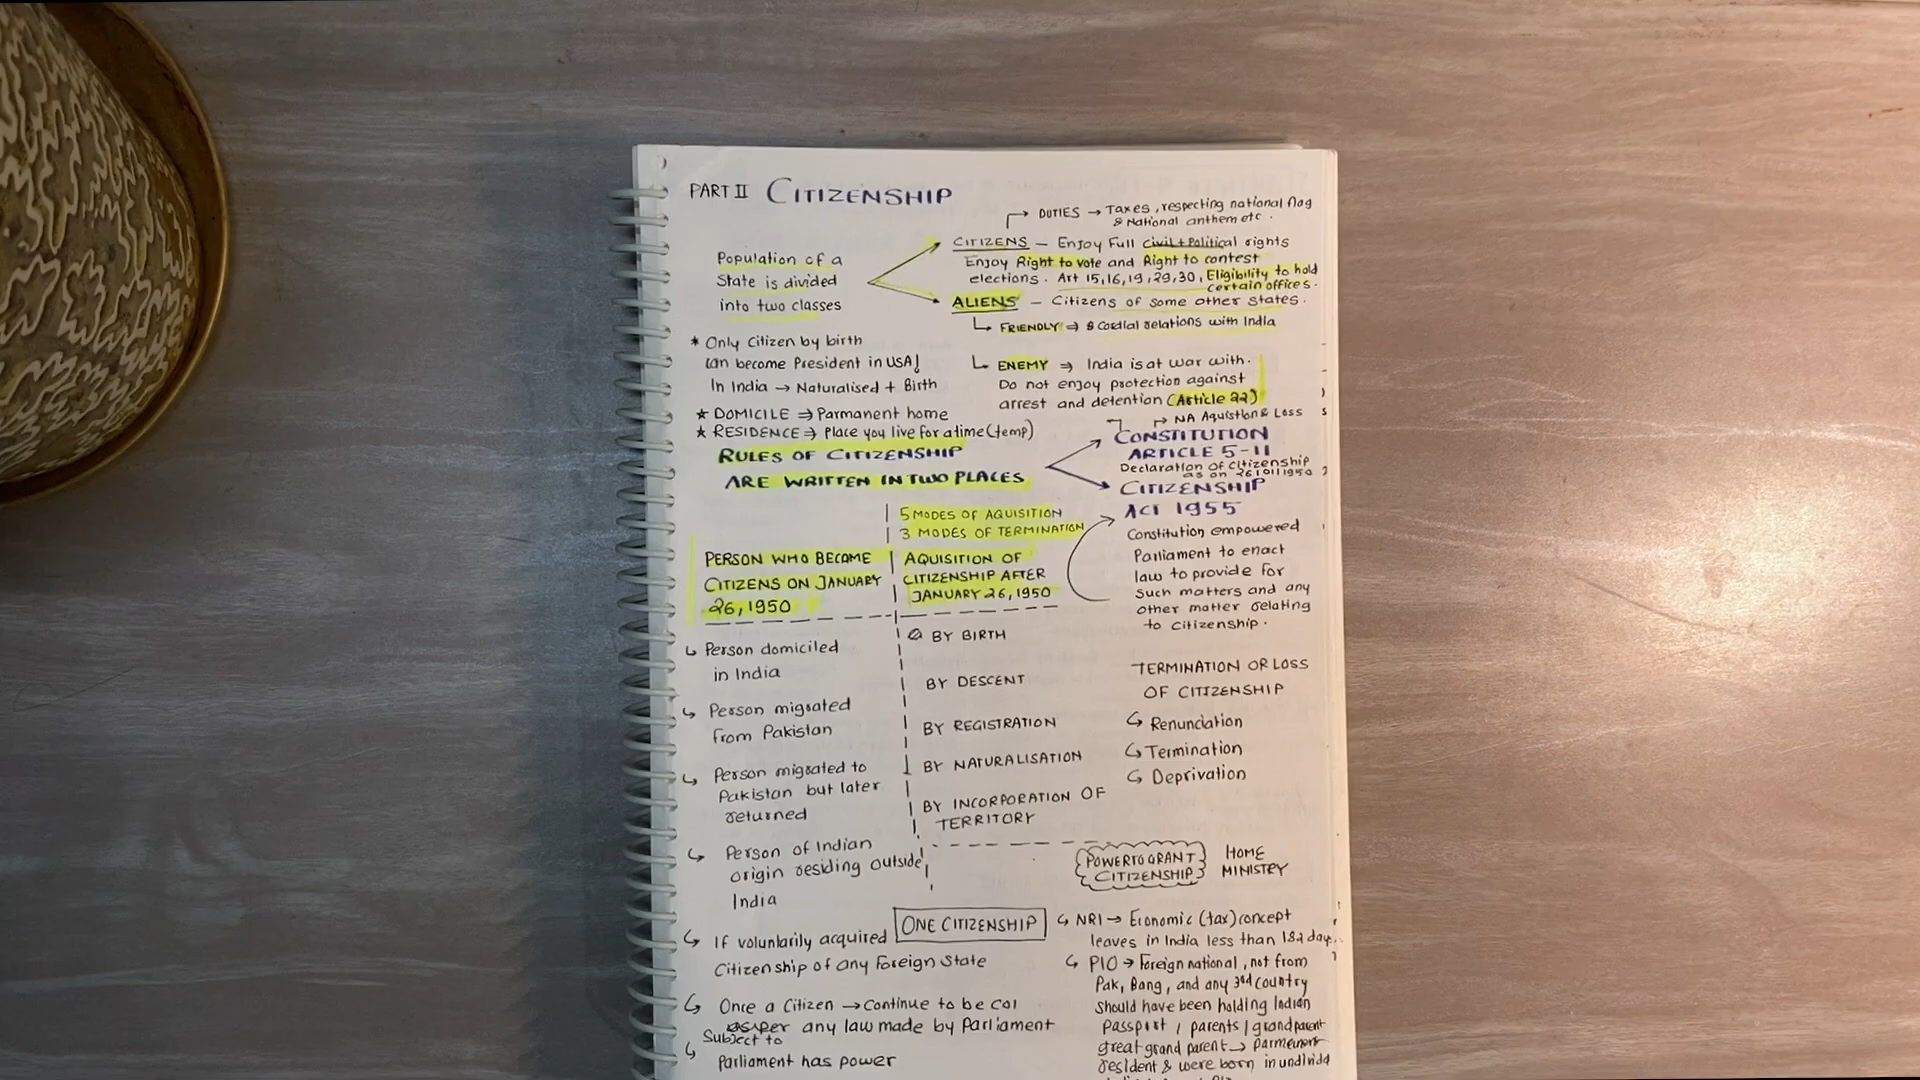 PART II CITIZENSHIP
DUTIES → Taxes, respecting national flag
& National anthem etc.
Population of a
State is divided
into two classes
CITIZENS — Enjoy Full civil + Political rights
Enjoy Right to vote and Right to contest
elections. Art 15,16,19,29,30, Eligibility to hold
certain offices.
ALIENS — Citizens of some other states.
FRIENDLY ⇒ Cordial relations with India
* Only Citizen by birth
can become President in USA!
In India → Naturalised + Birth
ENEMY ⇒ India is at war with.
Do not enjoy protection against
arrest and detention (Article 22)
★ DOMICILE ⇒ Parmanent home
★ RESIDENCE ⇒ Place you live for a time (temp)
RULES OF CITIZENSHIP
ARE WRITTEN IN TWO PLACES
NA Aquistion & Loss
CONSTITUTION
ARTICLE 5-11
Declaration of Citizenship
as on 26/01/1950
CITIZENSHIP
ACT 1955
Constitution empowered
Parliament to enact
law to provide for
such matters and any
other matter relating
to Citizenship.
5 MODES OF AQUISITION
3 MODES OF TERMINATION
PERSON WHO BECOME
CITIZENS ON JANUARY
26, 1950
AQUISITION OF
CITIZENSHIP AFTER
JANUARY 26, 1950
Person domiciled
in India
Person migrated
from Pakistan
Person migrated to
Pakistan but later
returned
Person of Indian
origin residing outside
India
BY BIRTH
BY DESCENT
BY REGISTRATION
BY NATURALISATION
BY INCORPORATION OF
TERRITORY
TERMINATION OR LOSS
OF CITIZENSHIP
Renunciation
Termination
Deprivation
POWER TO GRANT
CITIZENSHIP
HOME
MINISTRY
ONE CITIZENSHIP
If voluntarily acquired
Citizenship of any Foreign State
Once a Citizen → Continue to be COI
as per any law made by Parliament
Subject to
Parliament has power
NRI → Economic (tax) concept
leaves in India less than 182 day
PIO → Foreign national, not from
Pak, Bang, and any 3rd country
should have been holding Indian
Passport / parents / grand parent
great grand parent →
resident & were born in